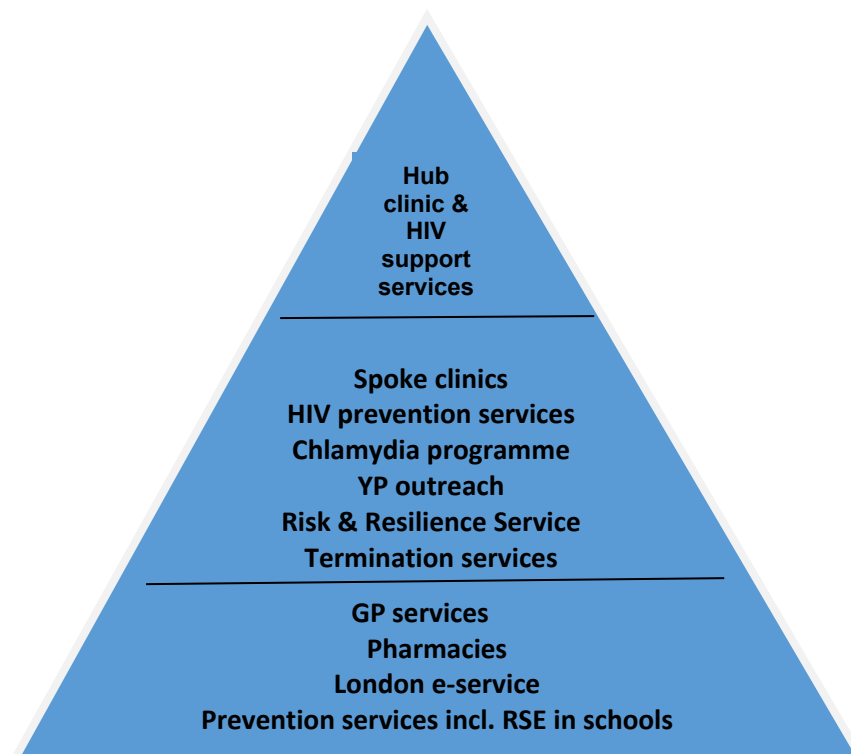 Hub
clinic &
HIV
support
services
Spoke clinics
HIV prevention services
Chlamydia programme
YP outreach
Risk & Resilience Service
Termination services
GP services
Pharmacies
London e-service
Prevention services incl. RSE in schools